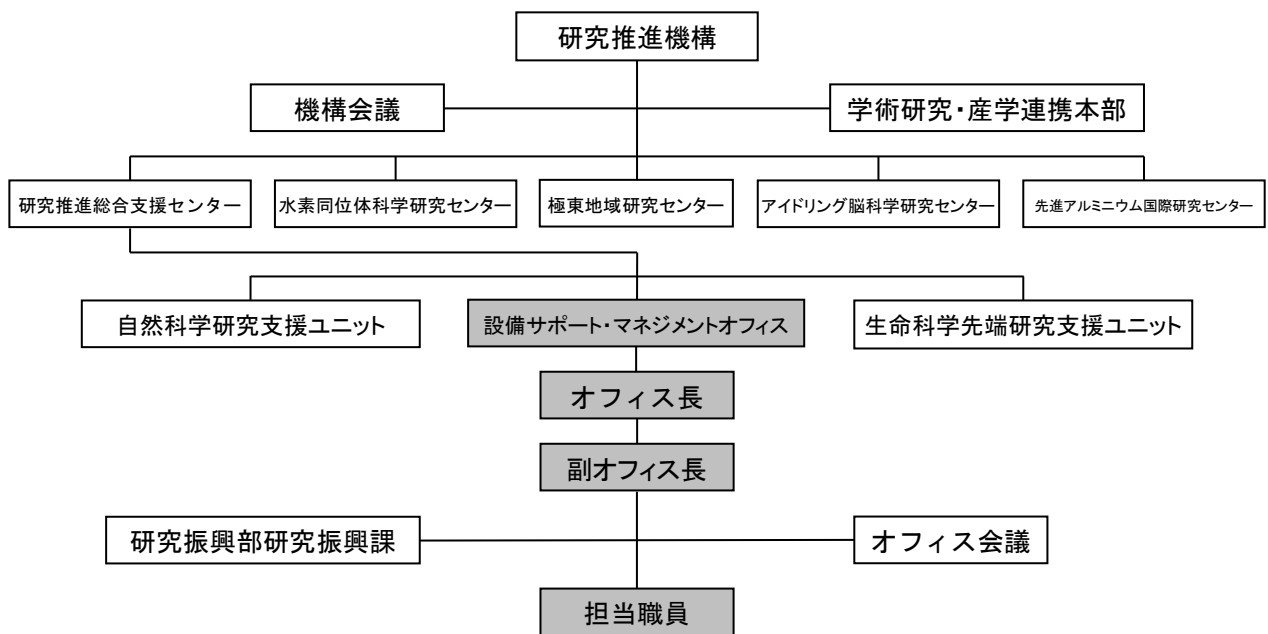 研究推進機構
機構会議
学術研究・産学連携本部
研究推進総合支援センター
水素同位体科学研究センター
極東地域研究センター
アイドリング脳科学研究センター
先進アルミニウム国際研究センター
自然科学研究支援ユニット
設備サポート・マネジメントオフィス
生命科学先端研究支援ユニット
オフィス長
副オフィス長
研究振興部研究振興課
オフィス会議
担当職員